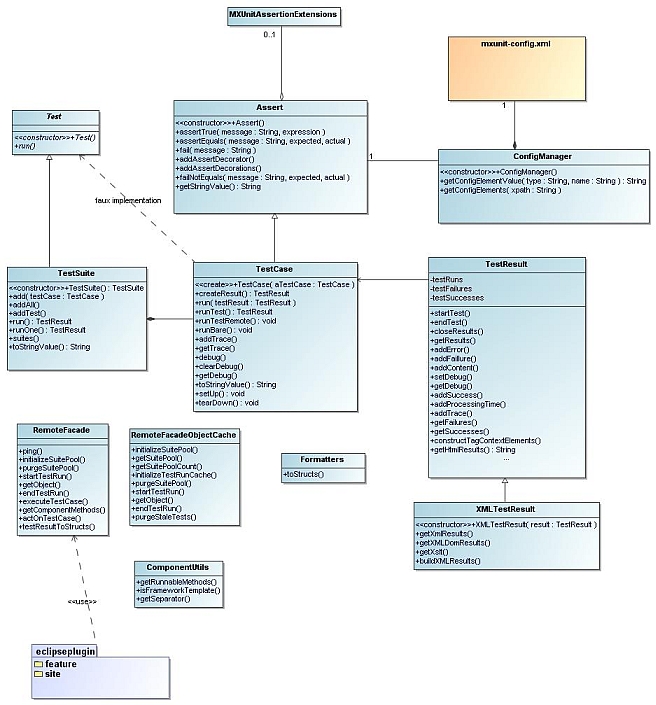 MXUnitAssertionExtensions
0..1
mxunit-config.xml
1
Test
<<constructor>>+Test()
+run()
Assert
<<constructor>>+Assert()
+assertTrue( message : String, expression )
+assertEquals( message : String, expected, actual )
+fail( message : String )
+addAssertDecorator()
+addAssertDecorations()
+failNotEquals( message : String, expected, actual )
+getStringValue() : String
1
ConfigManager
<<constructor>>+ConfigManager()
+getConfigElementValue( type : String, name : String ) : String
+getConfigElements( xpath : String )
faux implementation
TestSuite
<<constructor>>+TestSuite() : TestSuite
+add( testCase : TestCase )
+addAll()
+addTest()
+run() : TestResult
+runOne() : TestResult
+suites()
+toStringValue() : String
TestCase
<<create>>+TestCase( aTestCase : TestCase )
+createResult() : TestResult
+run( testResult : TestResult )
+runTest() : TestResult
+runTestRemote() : void
+runBare() : void
+addTrace()
+getTrace()
+debug()
+clearDebug()
+getDebug()
+toStringValue() : String
+setUp() : void
+tearDown() : void
TestResult
-testRuns
-testFailures
-testSuccesses
+startTest()
+endTest()
+closeResults()
+getResults()
+addError()
+addFailure()
+addContent()
+setDebug()
+getDebug()
+addSuccess()
+addProcessingTime()
+addTrace()
+getFailures()
+getSuccesses()
+constructTagContextElements()
+getHtmlResults() : String
...
RemoteFacade
+ping()
+initializeSuitePool()
+purgeSuitePool()
+startTestRun()
+getObject()
+endTestRun()
+executeTestCase()
+getComponentMethods()
+actOnTestCase()
+testResultToStructs()
RemoteFacadeObjectCache
+initializeSuitePool()
+getSuitePool()
+getSuitePoolCount()
+initializeTestRunCache()
+purgeSuitePool()
+startTestRun()
+getObject()
+endTestRun()
+purgeStaleTests()
Formatters
+toStructs()
XMLTestResult
<<constructor>>+XMLTestResult( result : TestResult )
+getXmlResults()
+getXMLDomResults()
+getXslt()
+buildXMLResults()
ComponentUtils
+getRunnableMethods()
+isFrameworkTemplate()
+getSeparator()
<<use>>
eclipseplugin
feature
site